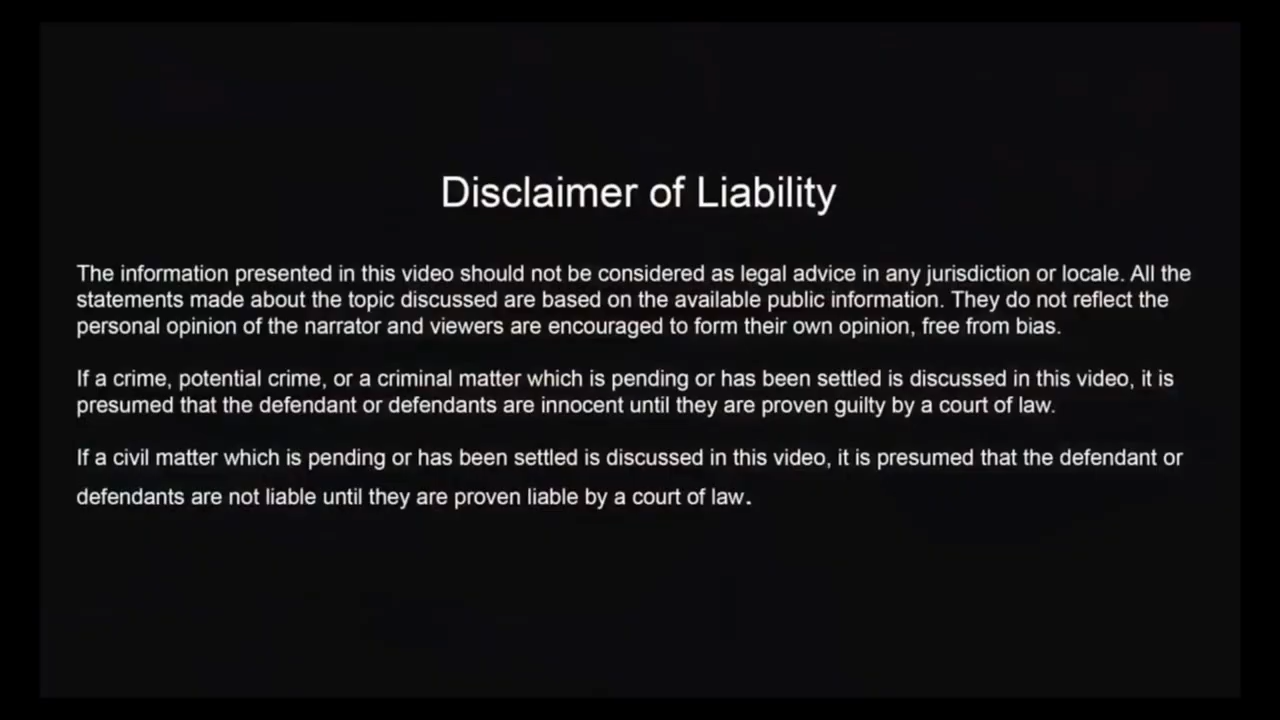 Disclaimer of Liability
The information presented in this video should not be considered as legal advice in any jurisdiction or locale. All the
statements made about the topic discussed are based on the available public information. They do not reflect the
personal opinion of the narrator and viewers are encouraged to form their own opinion, free from bias.
If a crime, potential crime, or a criminal matter which is pending or has been settled is discussed in this video, it is
presumed that the defendant or defendants are innocent until they are proven guilty by a court of law.
If a civil matter which is pending or has been settled is discussed in this video, it is presumed that the defendant or
defendants are not liable until they are proven liable by a court of law.